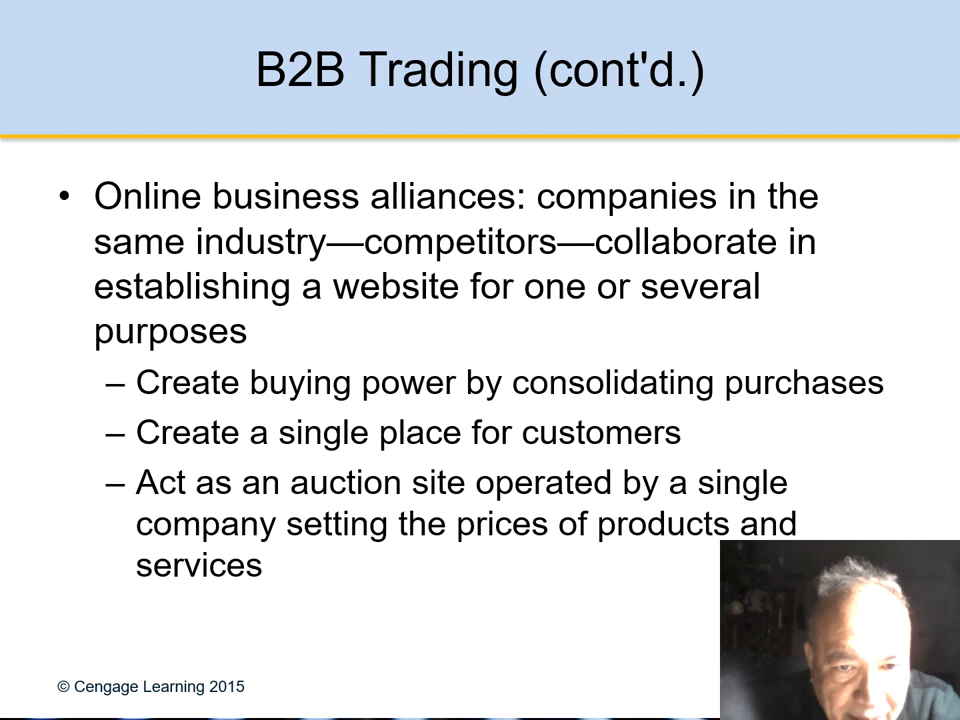 B2B Trading (cont'd.)
• Online business alliances: companies in the
same industry—competitors—collaborate in
establishing a website for one or several
purposes
– Create buying power by consolidating purchases
– Create a single place for customers
– Act as an auction site operated by a single
company setting the prices of products and
services
© Cengage Learning 2015